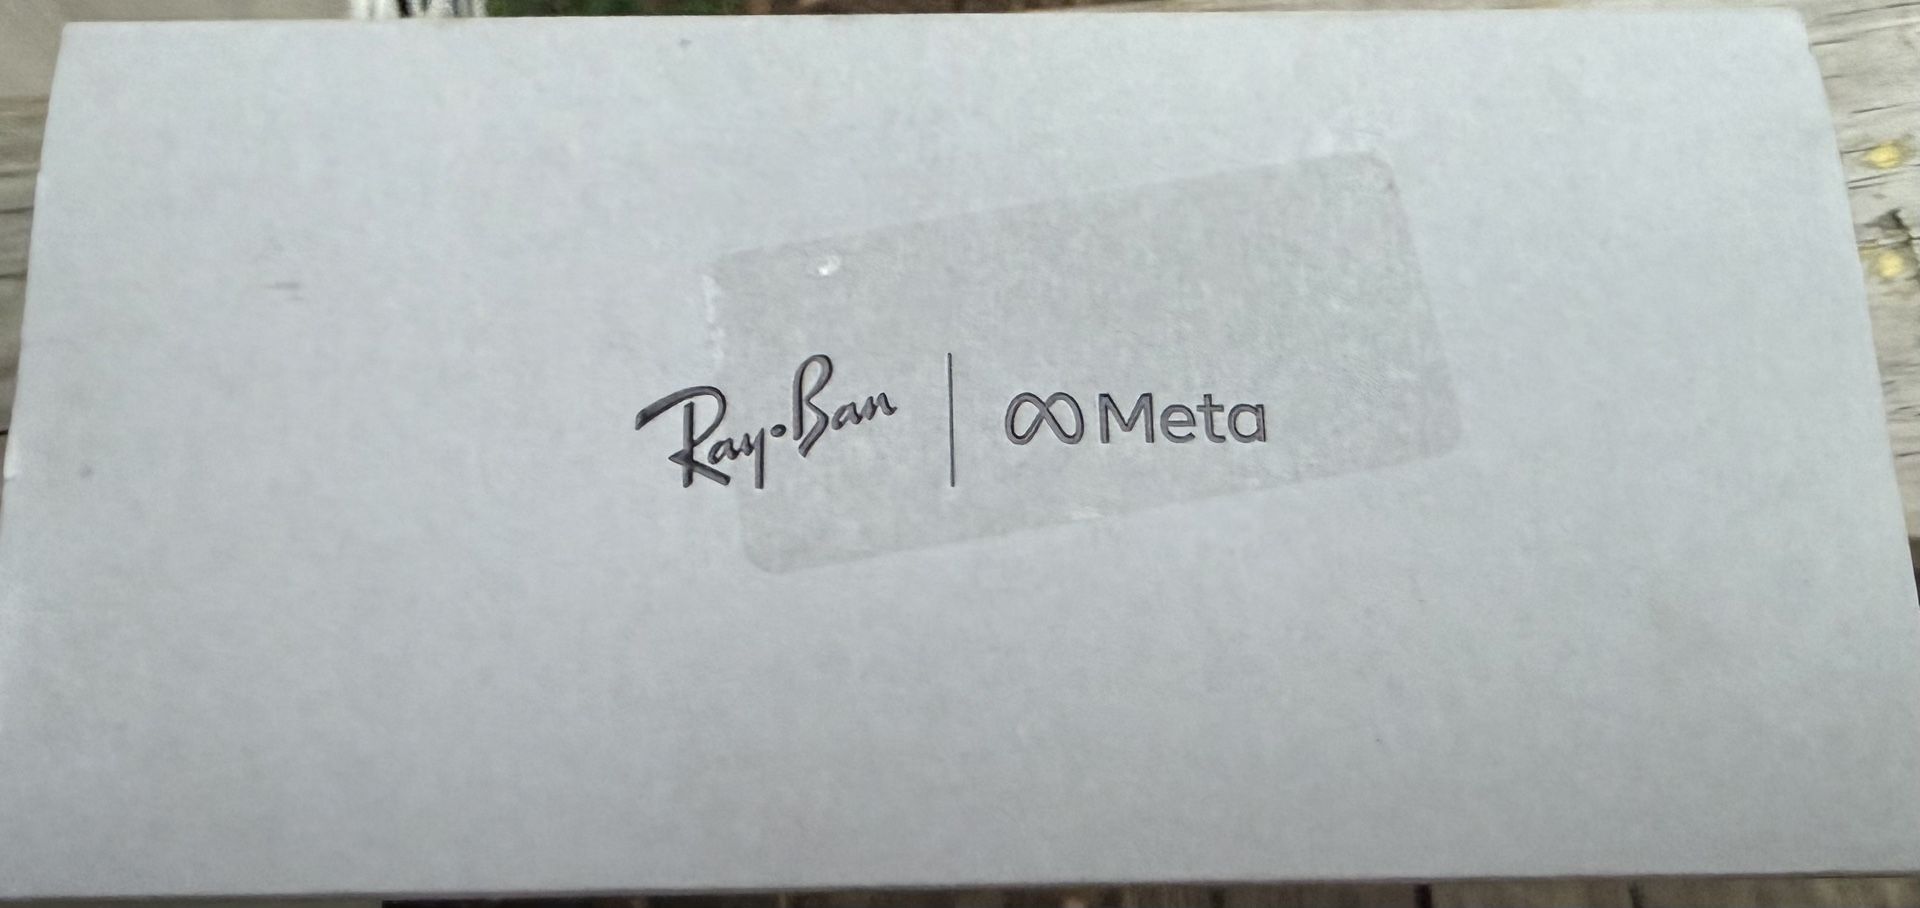 Ray-Ban | ∞ Meta